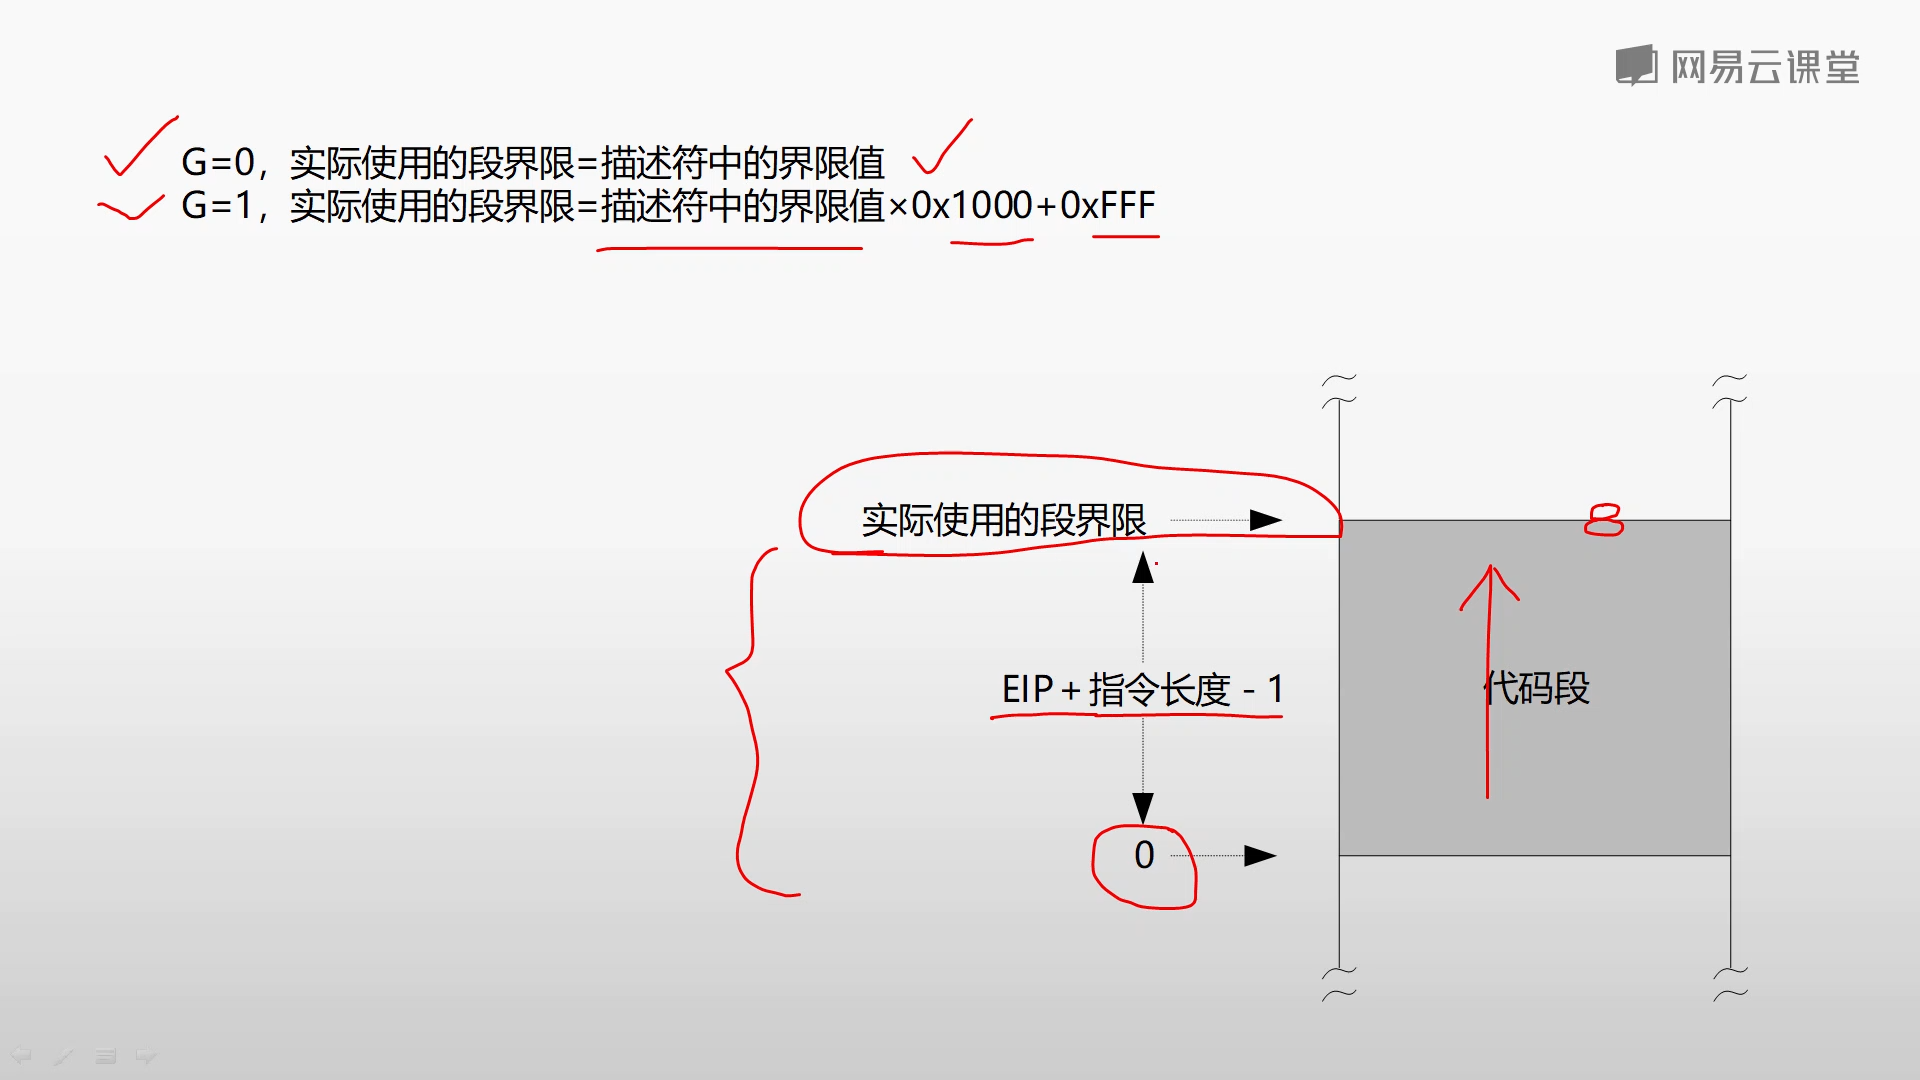 网易云课堂
G=0，实际使用的段界限=描述符中的界限值
G=1，实际使用的段界限=描述符中的界限值×0x1000+0xFFF
实际使用的段界限
EIP+指令长度-1
代码段
0